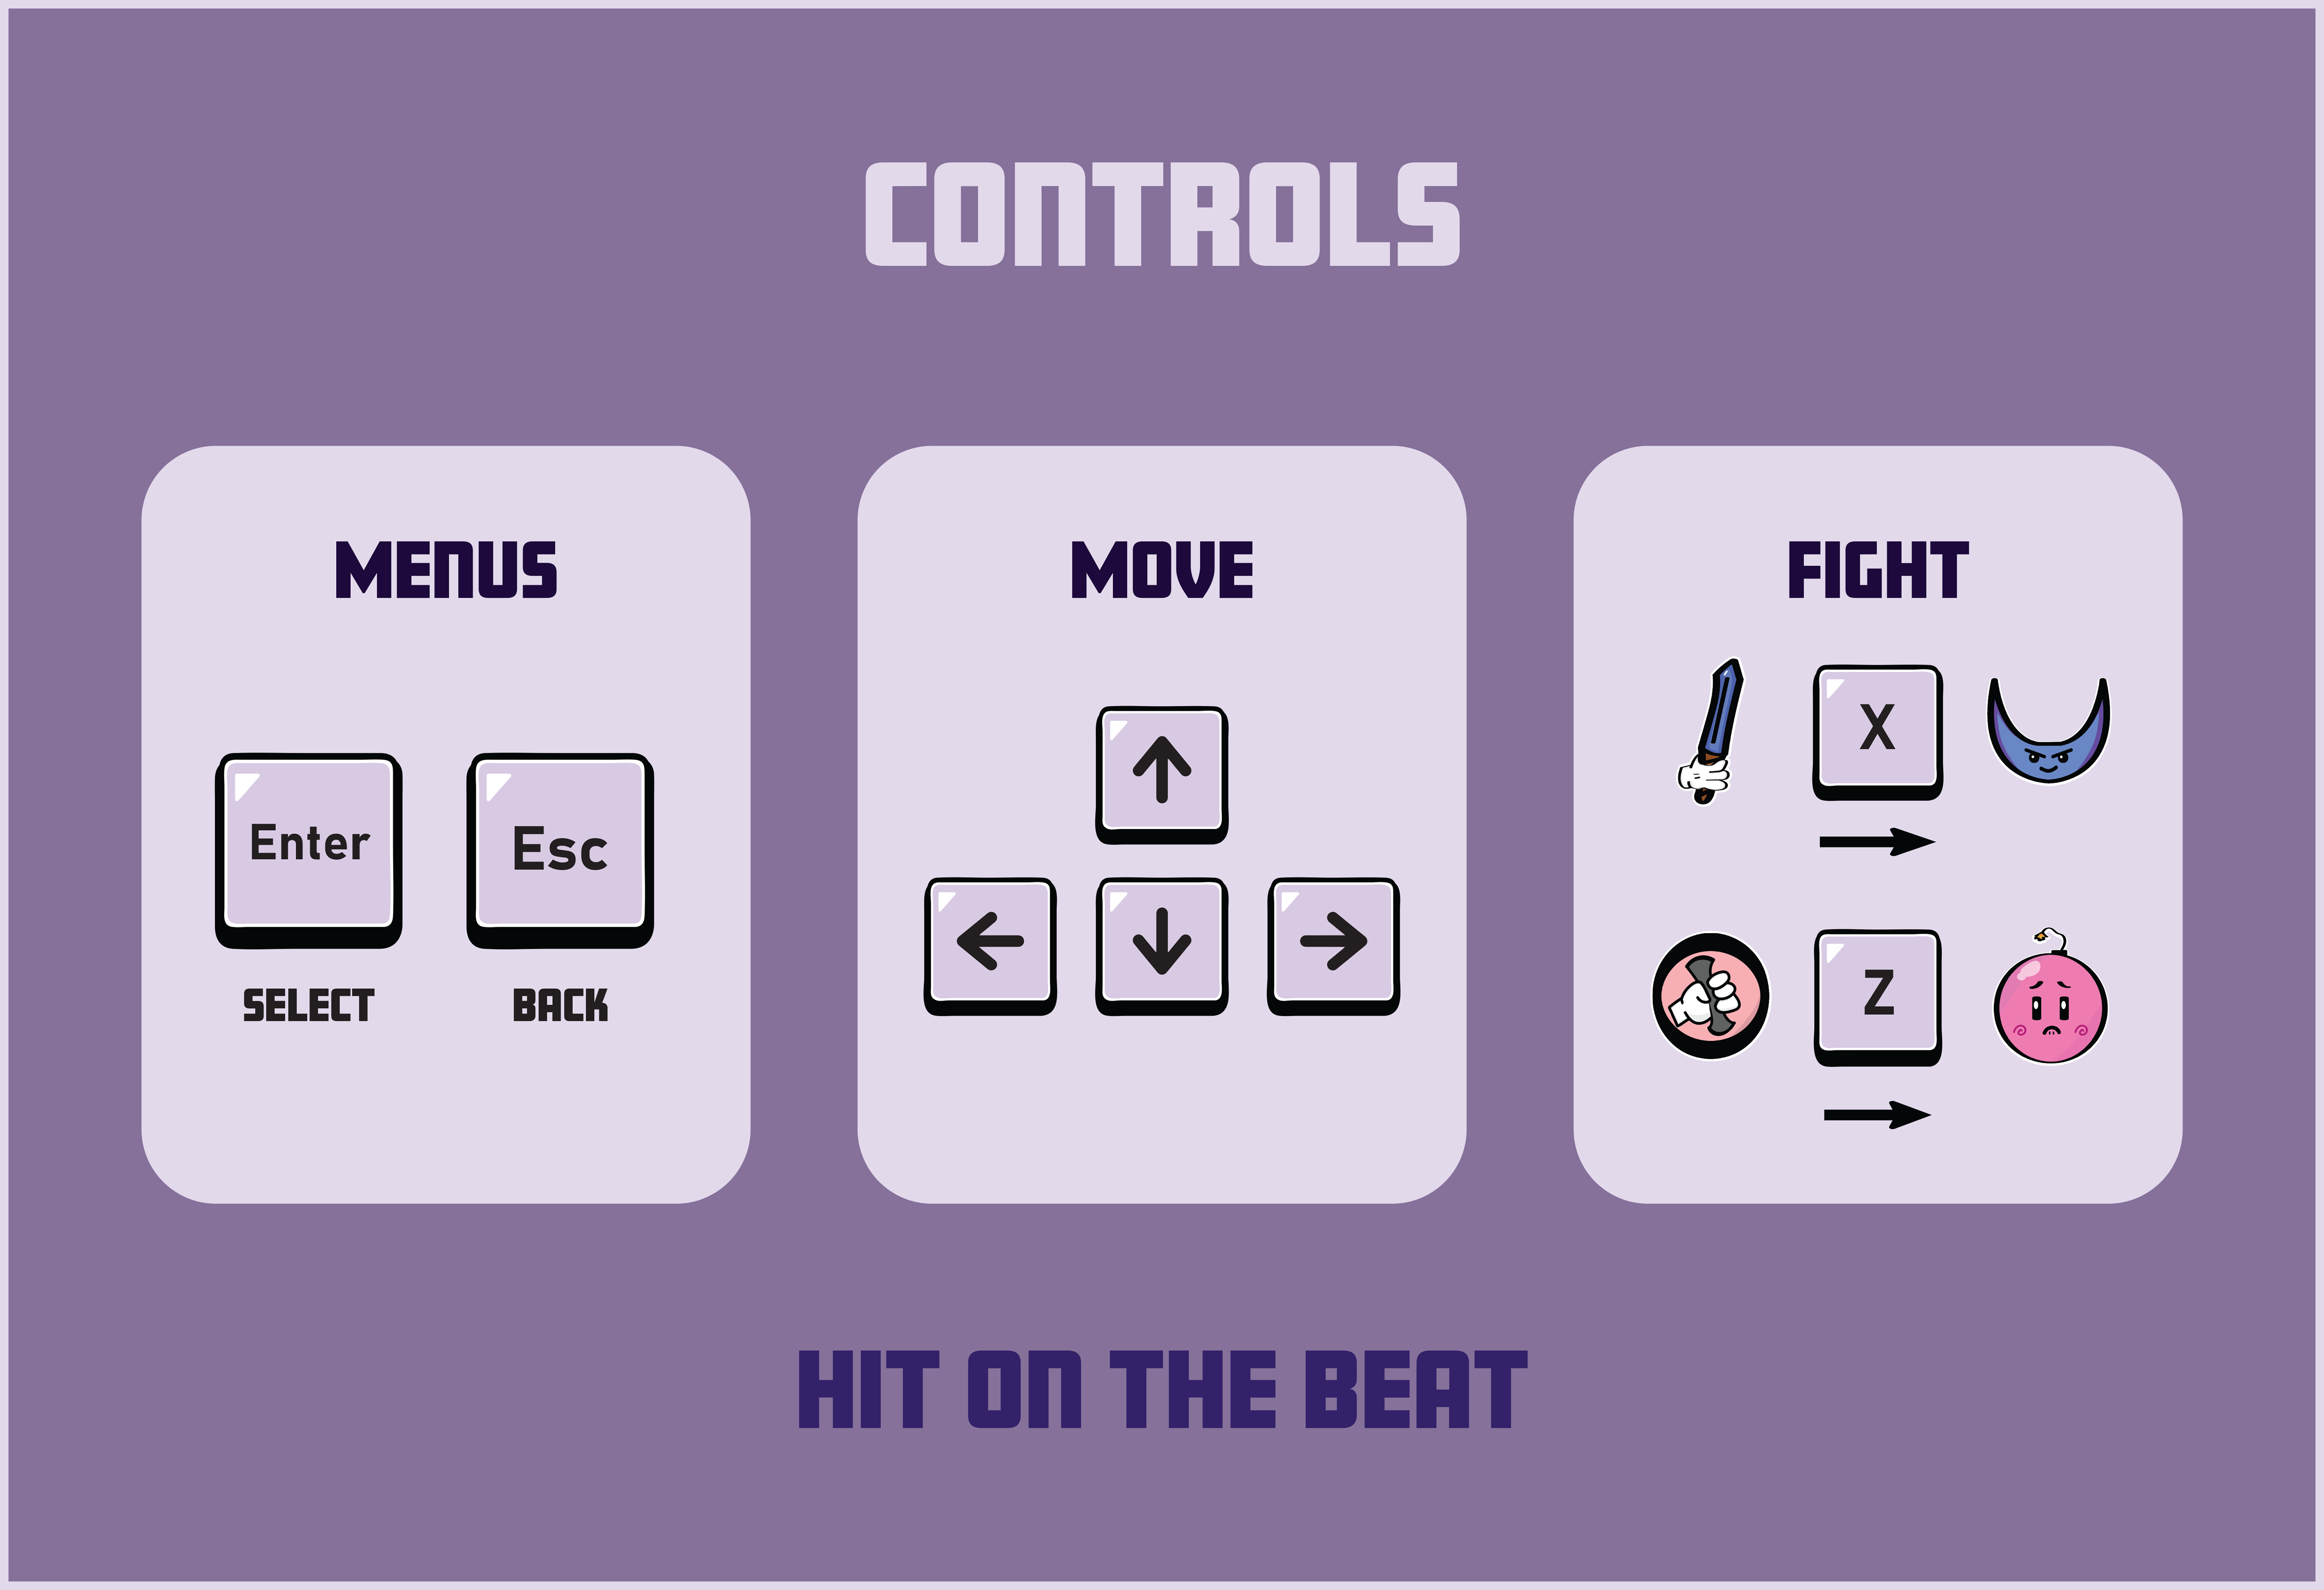 CONTROLS
MENUS
Enter
Esc
SELECT
BACK
MOVE
FIGHT
X
Z
HIT ON THE BEAT